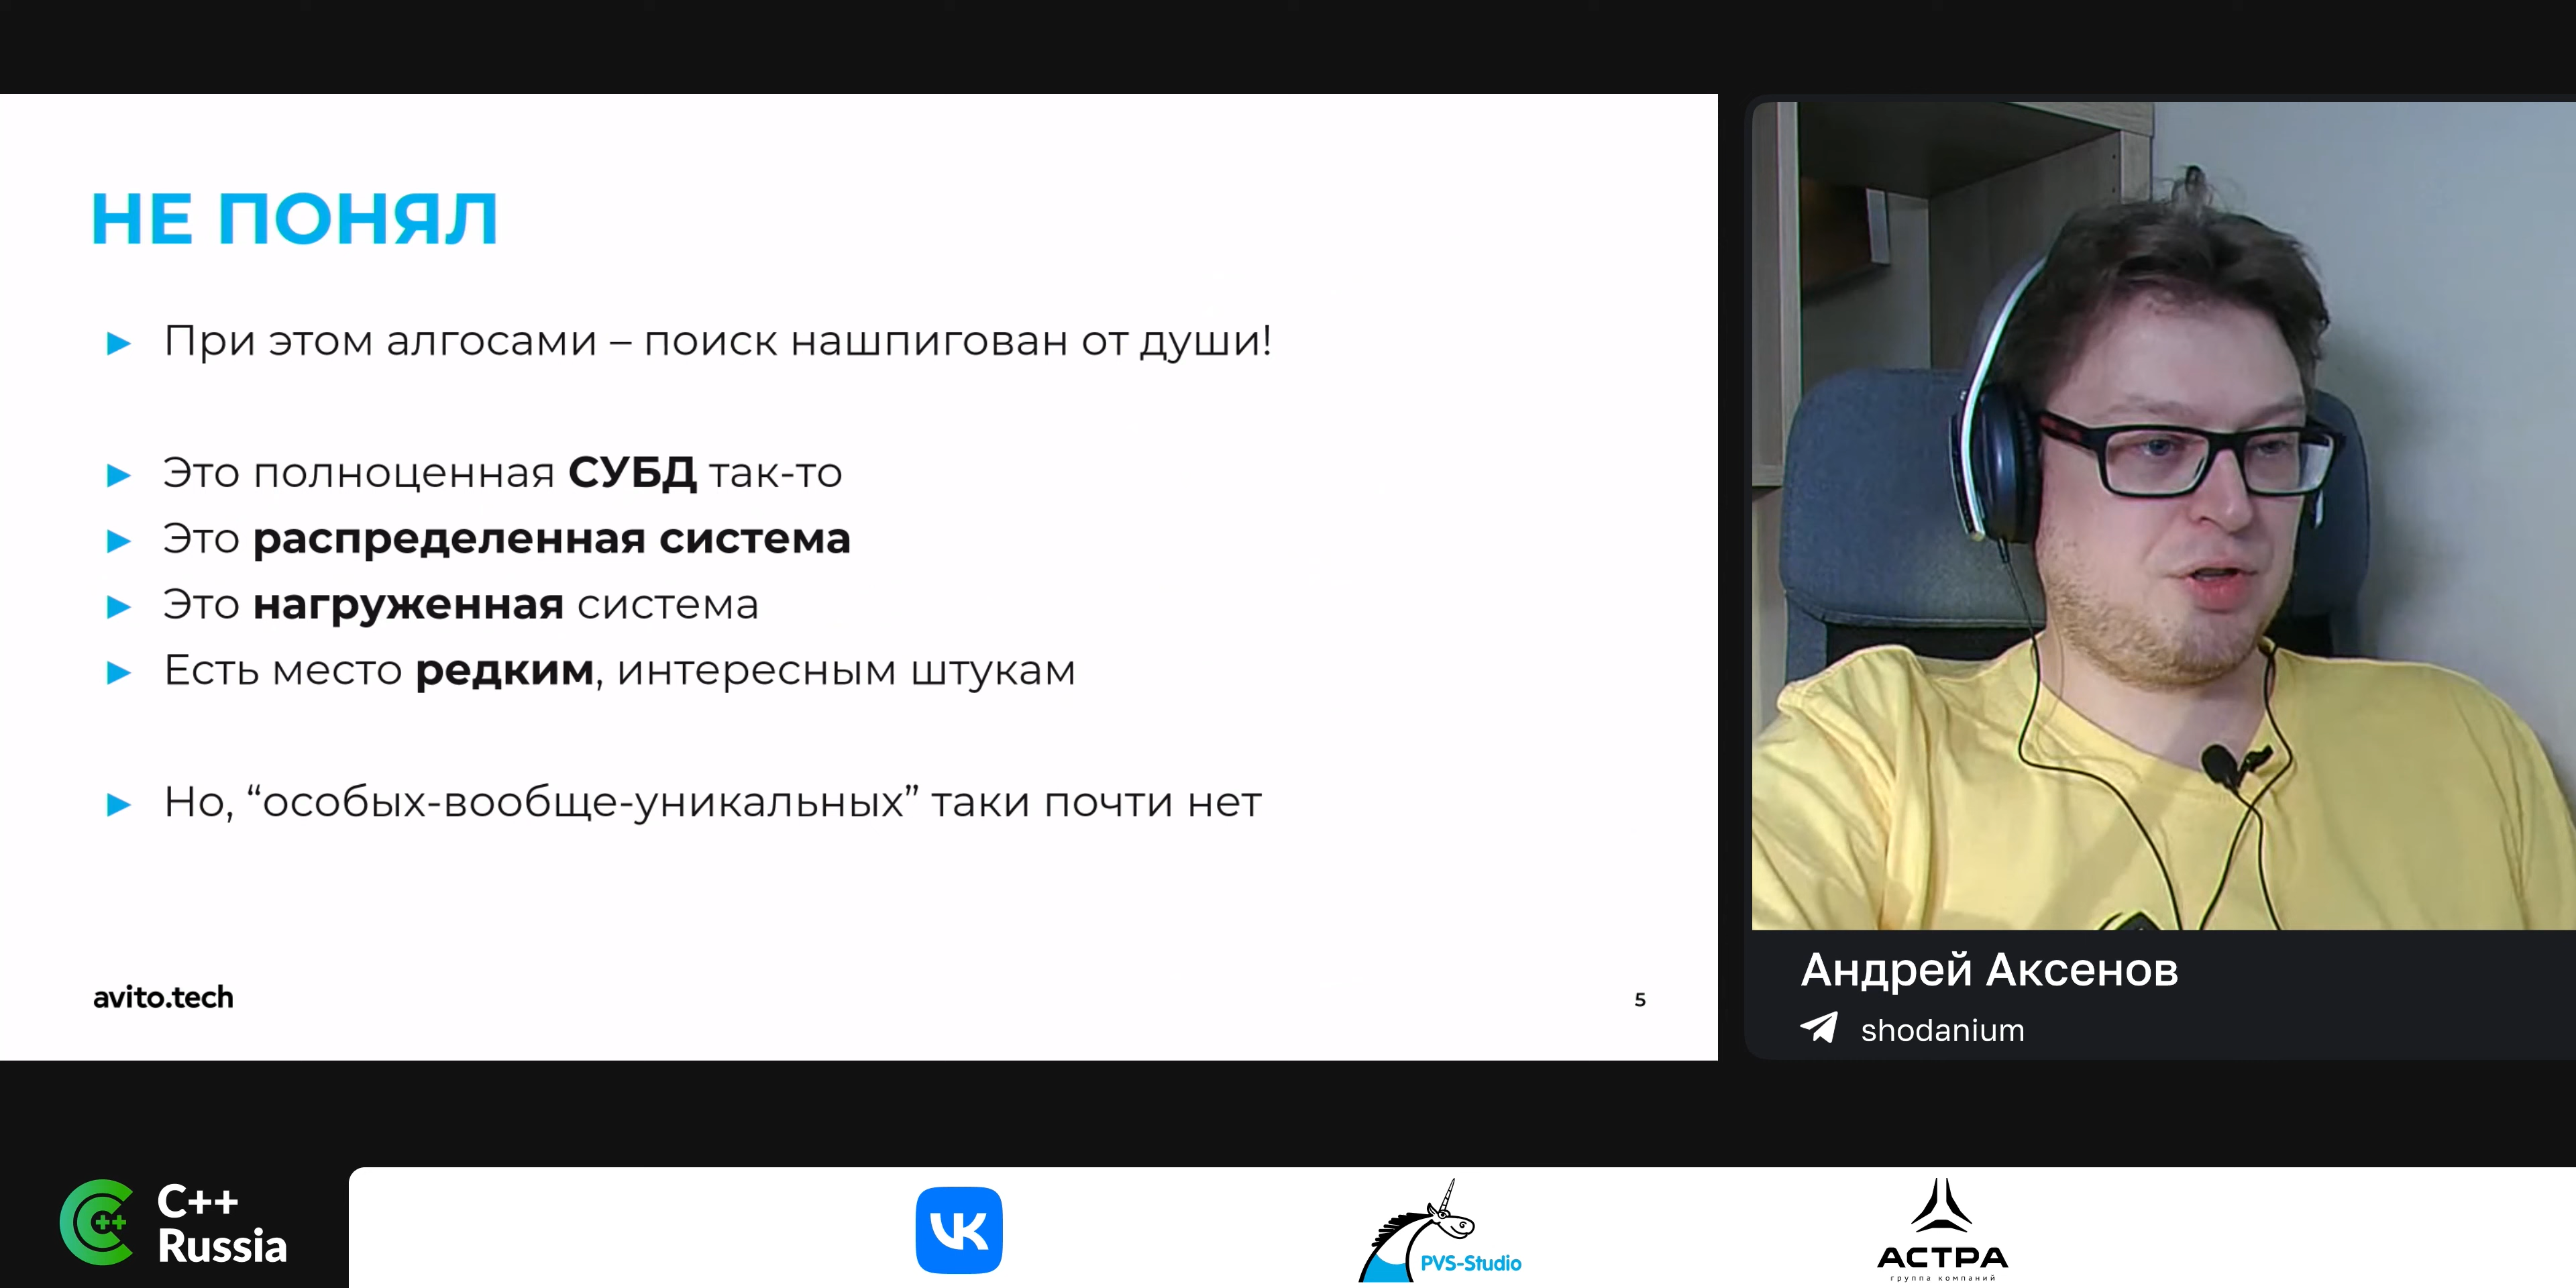 НЕ ПОНЯЛ
При этом алгосами – поиск нашпигован от души!
Это полноценная СУБД так-то
Это распределенная система
Это нагруженная система
Есть место редким, интересным штукам
Но, “особых-вообще-уникальных” таки почти нет
avito.tech
5
Андрей Аксенов
shodanium
C++
Russia
VK
PVS-Studio
АСТРА
группа компаний